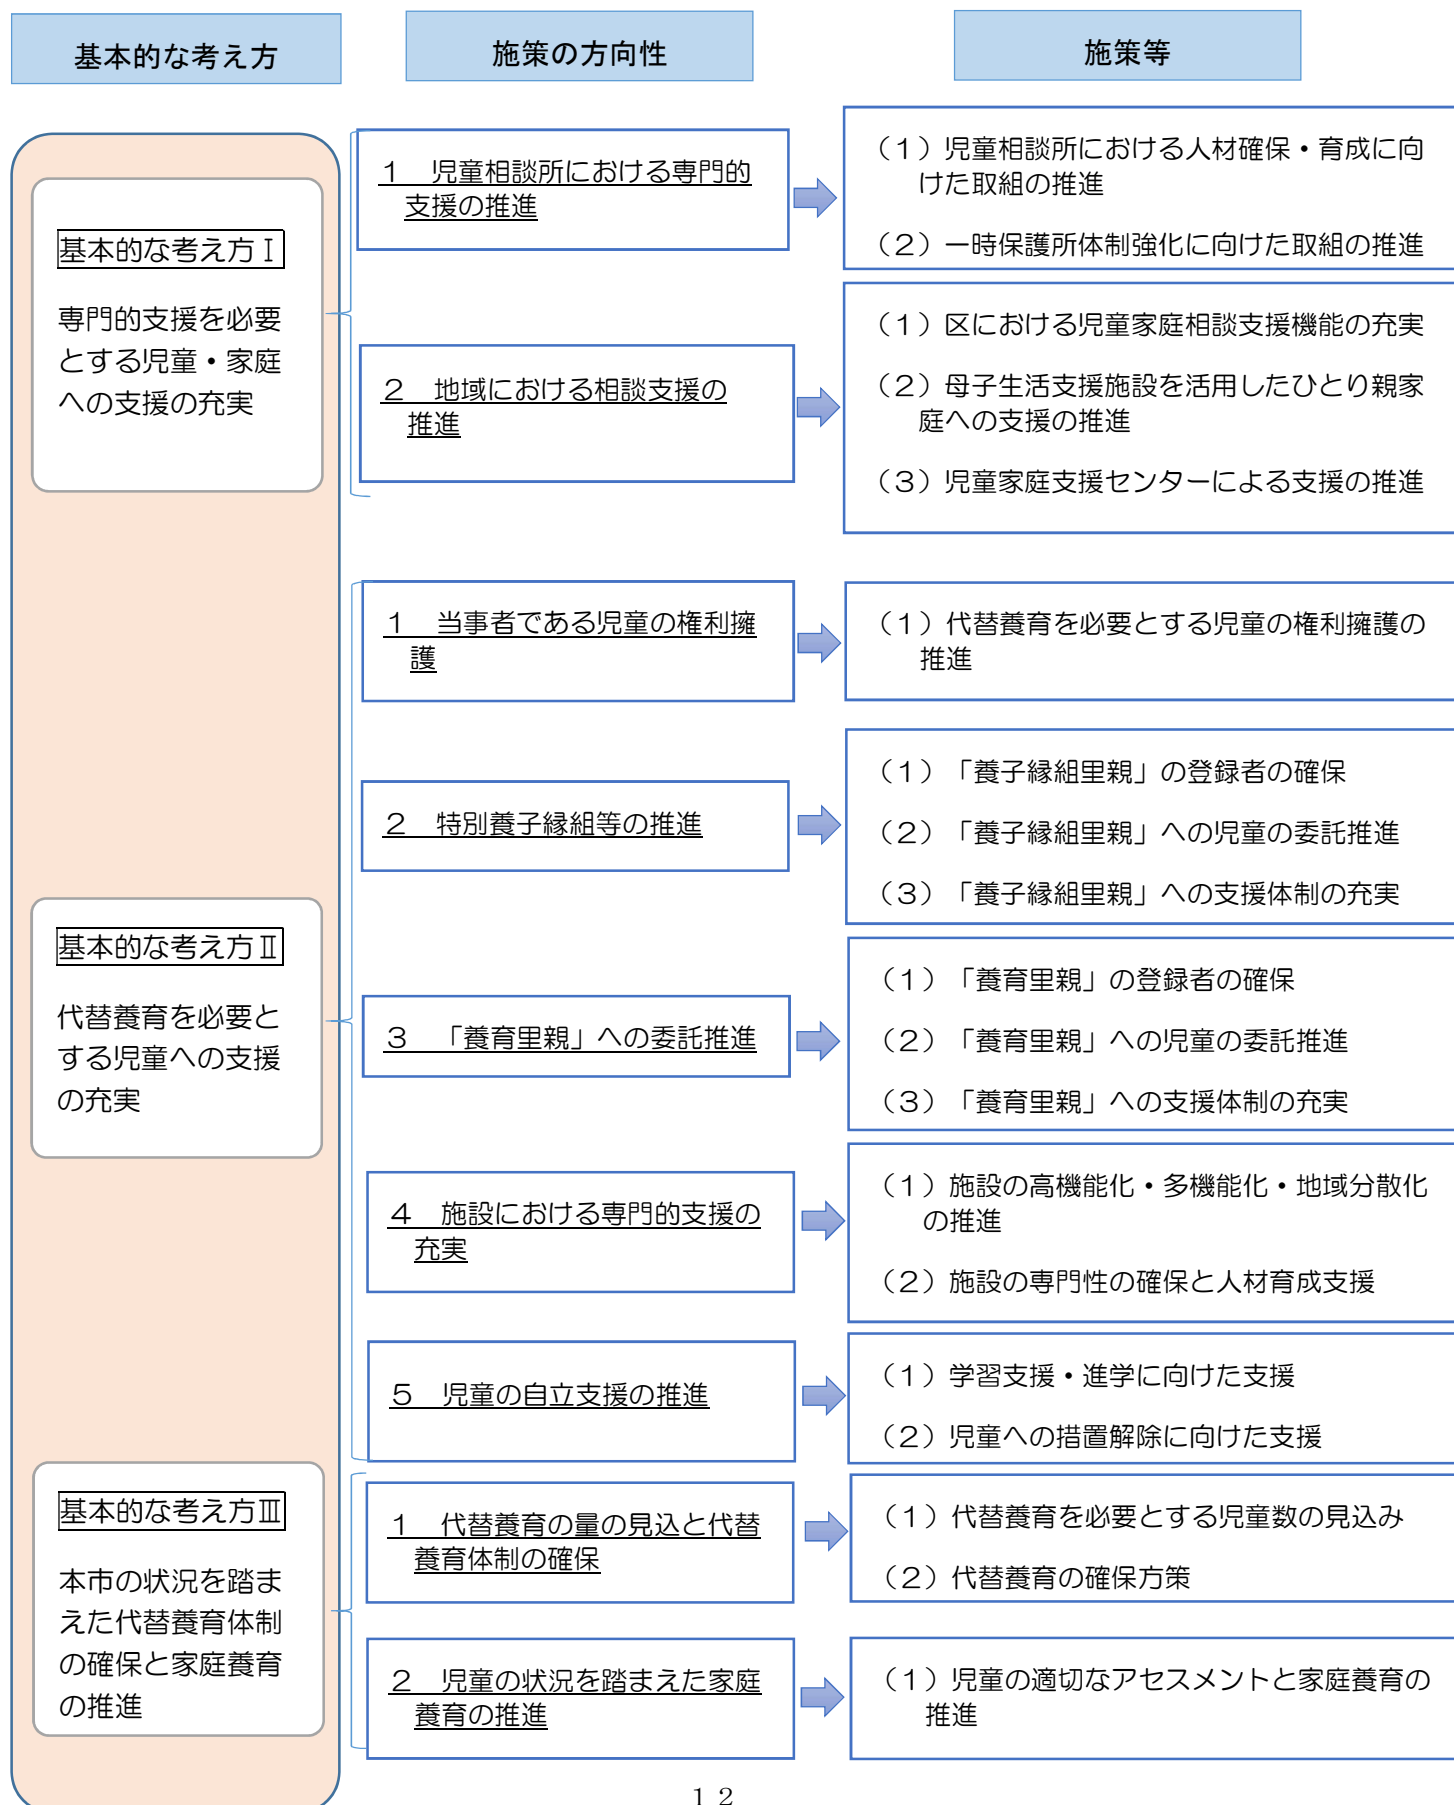 基本的な考え方
施策の方向性
施策等
基本的な考え方Ⅰ
専門的支援を必要
とする児童・家庭
への支援の充実
１　児童相談所における専門的
支援の推進
（１）児童相談所における人材確保・育成に向
けた取組の推進
（２）一時保護所体制強化に向けた取組の推進
２　地域における相談支援の
推進
（１）区における児童家庭相談支援機能の充実
（２）母子生活支援施設を活用したひとり親家
庭への支援の推進
（３）児童家庭支援センターによる支援の推進
基本的な考え方Ⅱ
代替養育を必要と
する児童への支援
の充実
１　当事者である児童の権利擁
護
（１）代替養育を必要とする児童の権利擁護の
推進
２　特別養子縁組等の推進
（１）「養子縁組里親」の登録者の確保
（２）「養子縁組里親」への児童の委託推進
（３）「養子縁組里親」への支援体制の充実
３　「養育里親」への委託推進
（１）「養育里親」の登録者の確保
（２）「養育里親」への児童の委託推進
（３）「養育里親」への支援体制の充実
４　施設における専門的支援の
充実
（１）施設の高機能化・多機能化・地域分散化
の推進
（２）施設の専門性の確保と人材育成支援
５　児童の自立支援の推進
（１）学習支援・進学に向けた支援
（２）児童への措置解除に向けた支援
基本的な考え方Ⅲ
本市の状況を踏ま
えた代替養育体制
の確保と家庭養育
の推進
１　代替養育の量の見込と代替
養育体制の確保
（１）代替養育を必要とする児童数の見込み
（２）代替養育の確保方策
２　児童の状況を踏まえた家庭
養育の推進
（１）児童の適切なアセスメントと家庭養育の
推進
１２